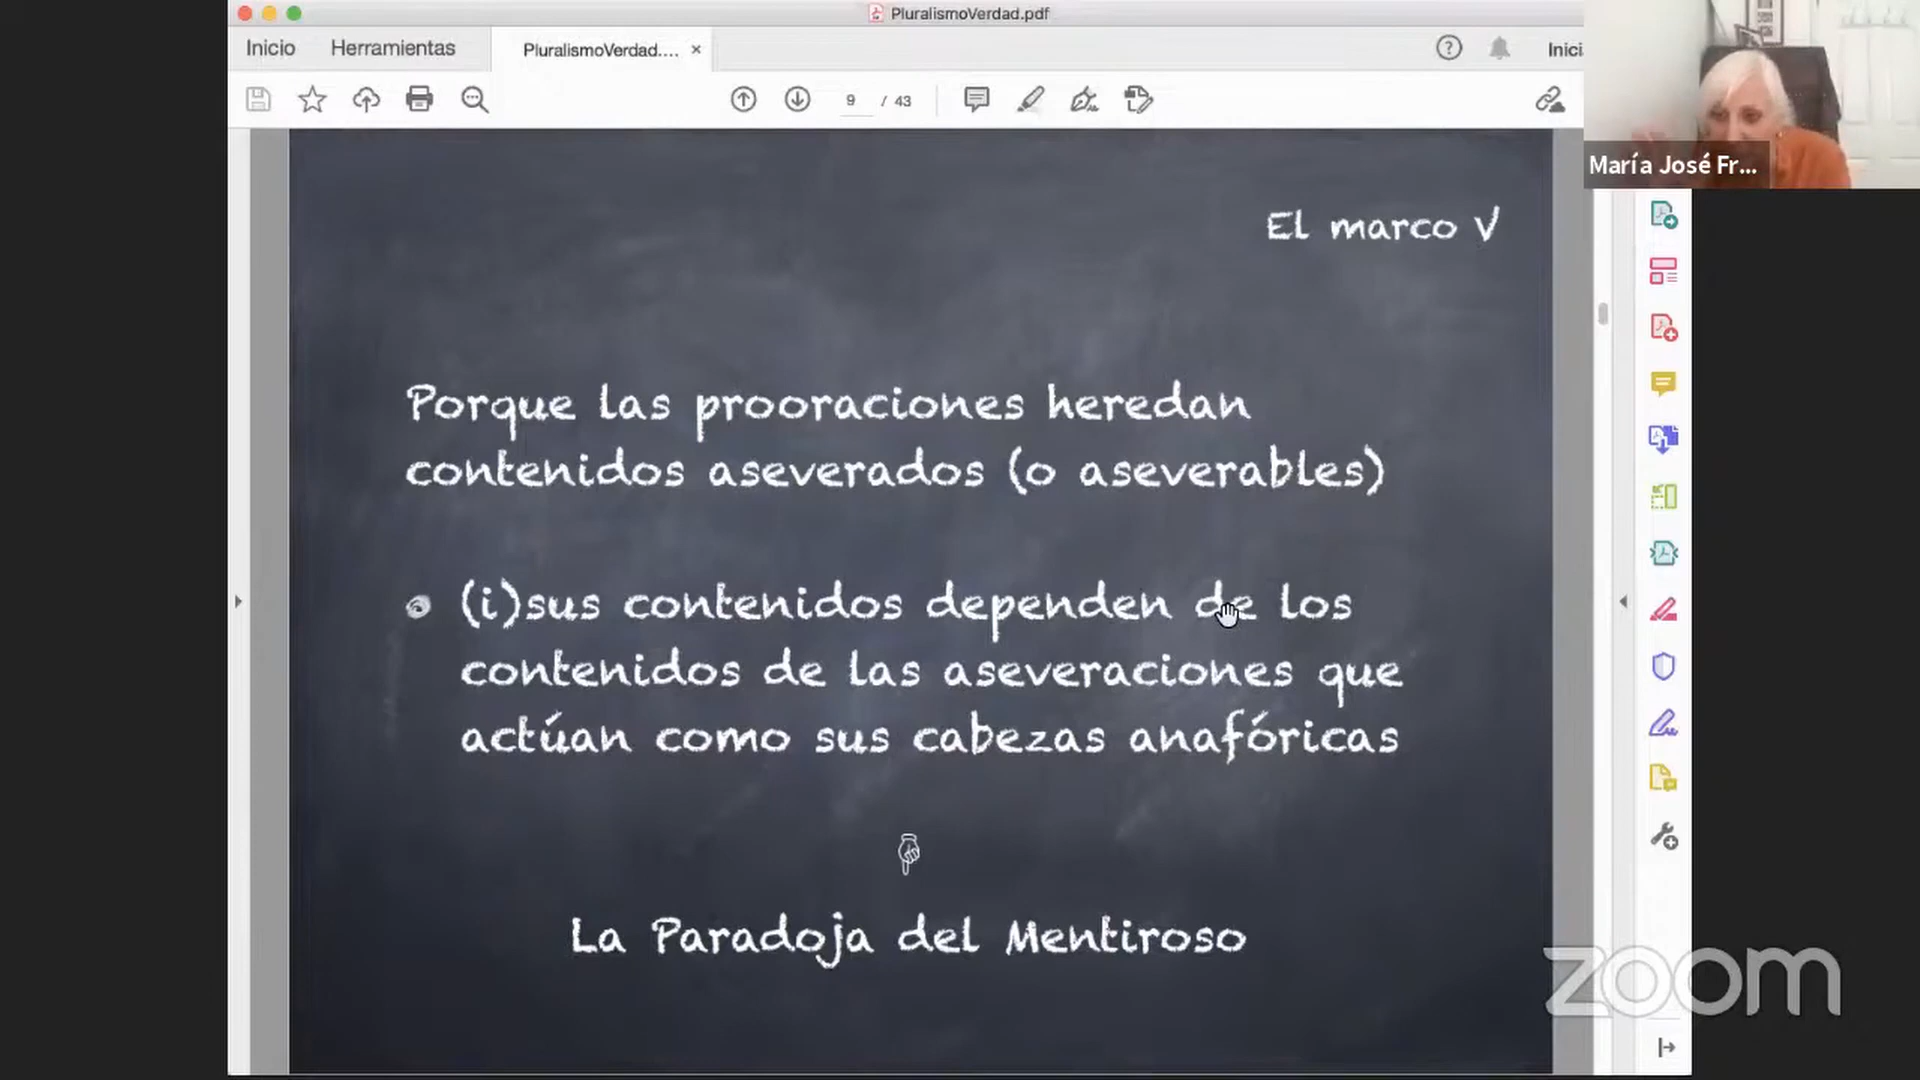 PluralismoVerdad.pdf
Inicio
Herramientas
PluralismoVerdad....
Inici
9 / 43
María José Fr...
El marco V
Porque las prooraciones heredan
contenidos aseverados (o aseverables)
(i)sus contenidos dependen de los
contenidos de las aseveraciones que
actúan como sus cabezas anafóricas
La Paradoja del Mentiroso
zoom